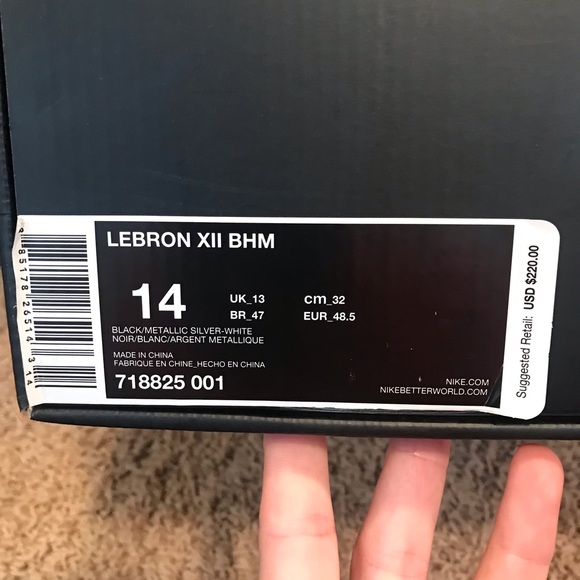 LEBRON XII BHM
14
UK_13
cm_32
BR_47
EUR_48.5
BLACK/METALLIC SILVER-WHITE
NOIR/BLANC/ARGENT METALLIQUE
MADE IN CHINA
FABRIQUE EN CHINE_HECHO EN CHINA
718825 001
NIKE.COM
NIKEBETTERWORLD.COM
Suggested Retail: USD $220.00